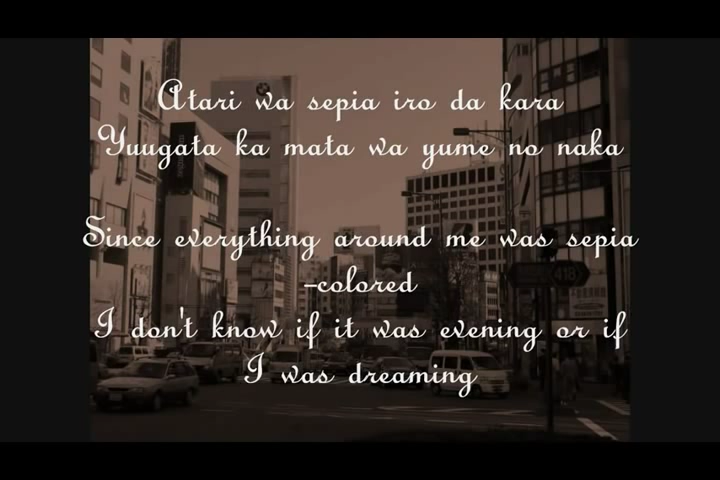 Atari wa sepia iro da kara
Yuugata ka mata wa yume no naka
Since everything around me was sepia
-colored
I don't know if it was evening or if
I was dreaming
418